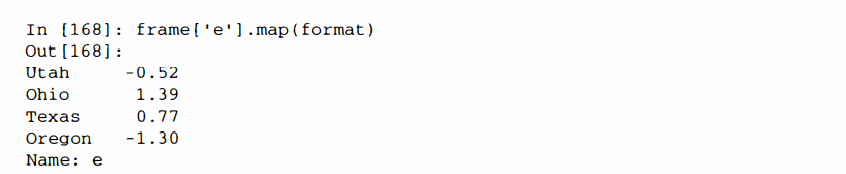 In [168]: frame['e'].map(format)
Out[168]:
Utah     -0.52
Ohio      1.39
Texas     0.77
Oregon   -1.30
Name: e